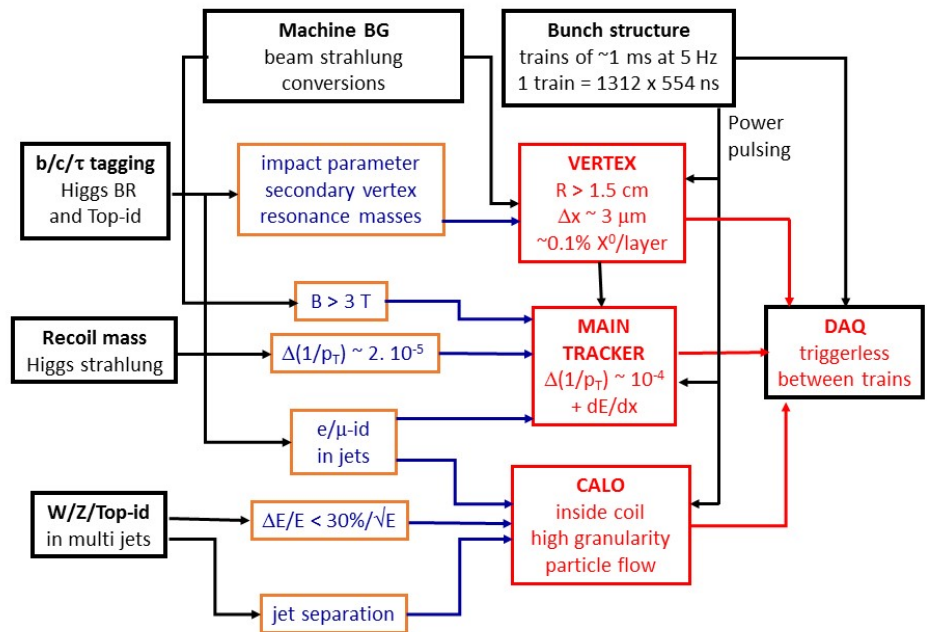 Machine BG
beam strahlung
conversions
Bunch structure
trains of ~1 ms at 5 Hz
1 train = 1312 x 554 ns
Power
pulsing
b/c/τ tagging
Higgs BR
and Top-id
impact parameter
secondary vertex
resonance masses
VERTEX
R > 1.5 cm
Δx ~ 3 μm
~0.1% X⁰/layer
B > 3 T
Recoil mass
Higgs strahlung
Δ(1/p_T) ~ 2. 10⁻⁵
MAIN
TRACKER
Δ(1/p_T) ~ 10⁻⁴
+ dE/dx
DAQ
triggerless
between trains
e/μ-id
in jets
W/Z/Top-id
in multi jets
ΔE/E < 30%/√E
CALO
inside coil
high granularity
particle flow
jet separation